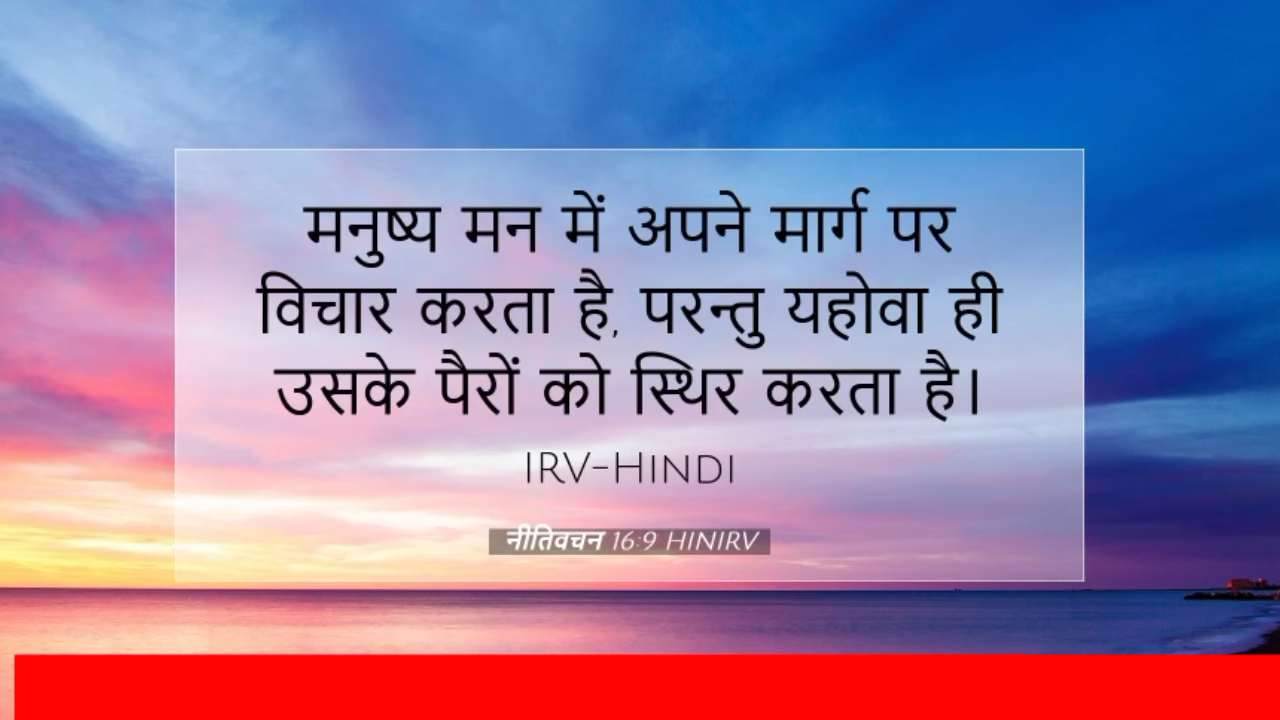 मनुष्य मन में अपने मार्ग पर
विचार करता है, परन्तु यहोवा ही
उसके पैरों को स्थिर करता है।
IRV-HINDI
नीतिवचन 16:9 HINIRV